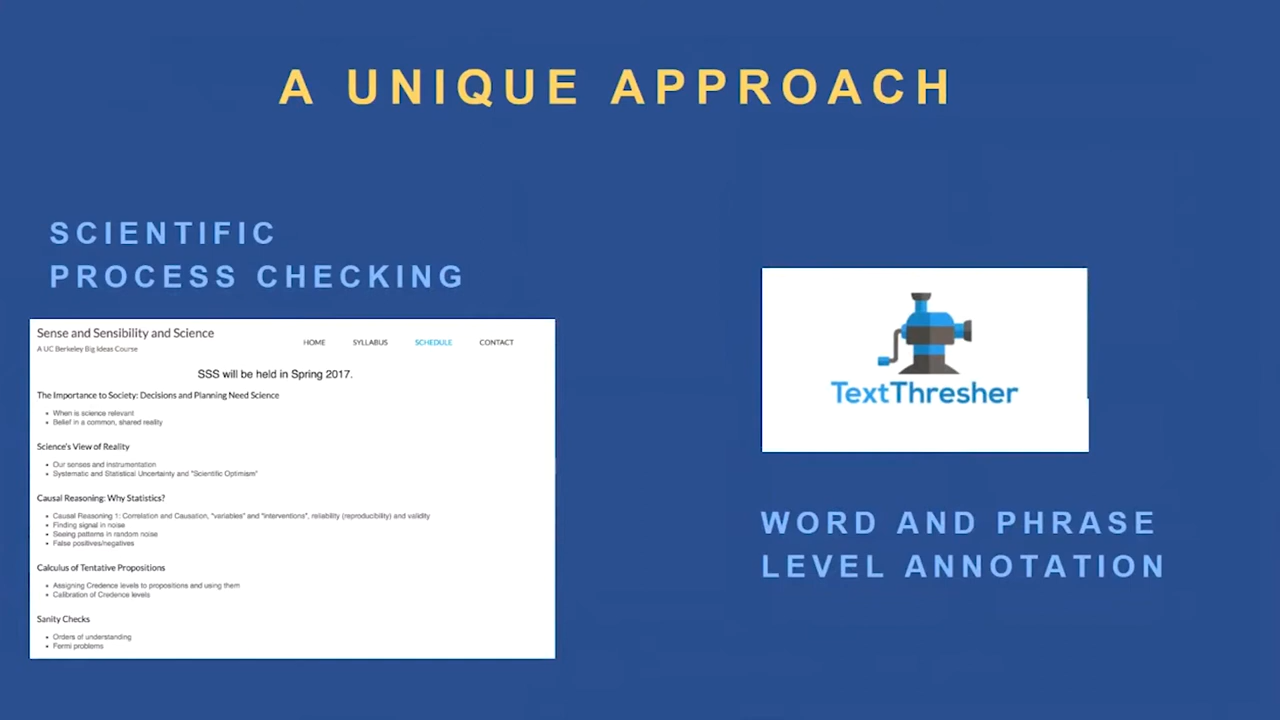 A UNIQUE APPROACH
SCIENTIFIC
PROCESS CHECKING
Sense and Sensibility and Science
A UC Berkeley Big Ideas Course
HOME SYLLABUS SCHEDULE CONTACT
SSS will be held in Spring 2017.
The Importance to Society: Decisions and Planning Need Science
• When is science relevant
• Belief in a common, shared reality
Science's View of Reality
• Our senses and instrumentation
• Systematic and Statistical Uncertainty and "Scientific Optimism"
Causal Reasoning: Why Statistics?
• Causal Reasoning 1: Correlation and Causation, "variables" and "interventions", reliability (reproducibility) and validity
• Finding signal in noise
• Seeing patterns in random noise
• False positives/negatives
Calculus of Tentative Propositions
• Assigning Credence levels to propositions and using them
• Calibration of Credence levels
Sanity Checks
• Orders of understanding
• Fermi problems
TextThresher
WORD AND PHRASE
LEVEL ANNOTATION